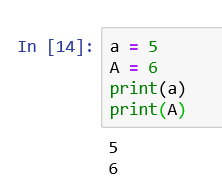 In [14]: a = 5
A = 6
print(a)
print(A)
5
6